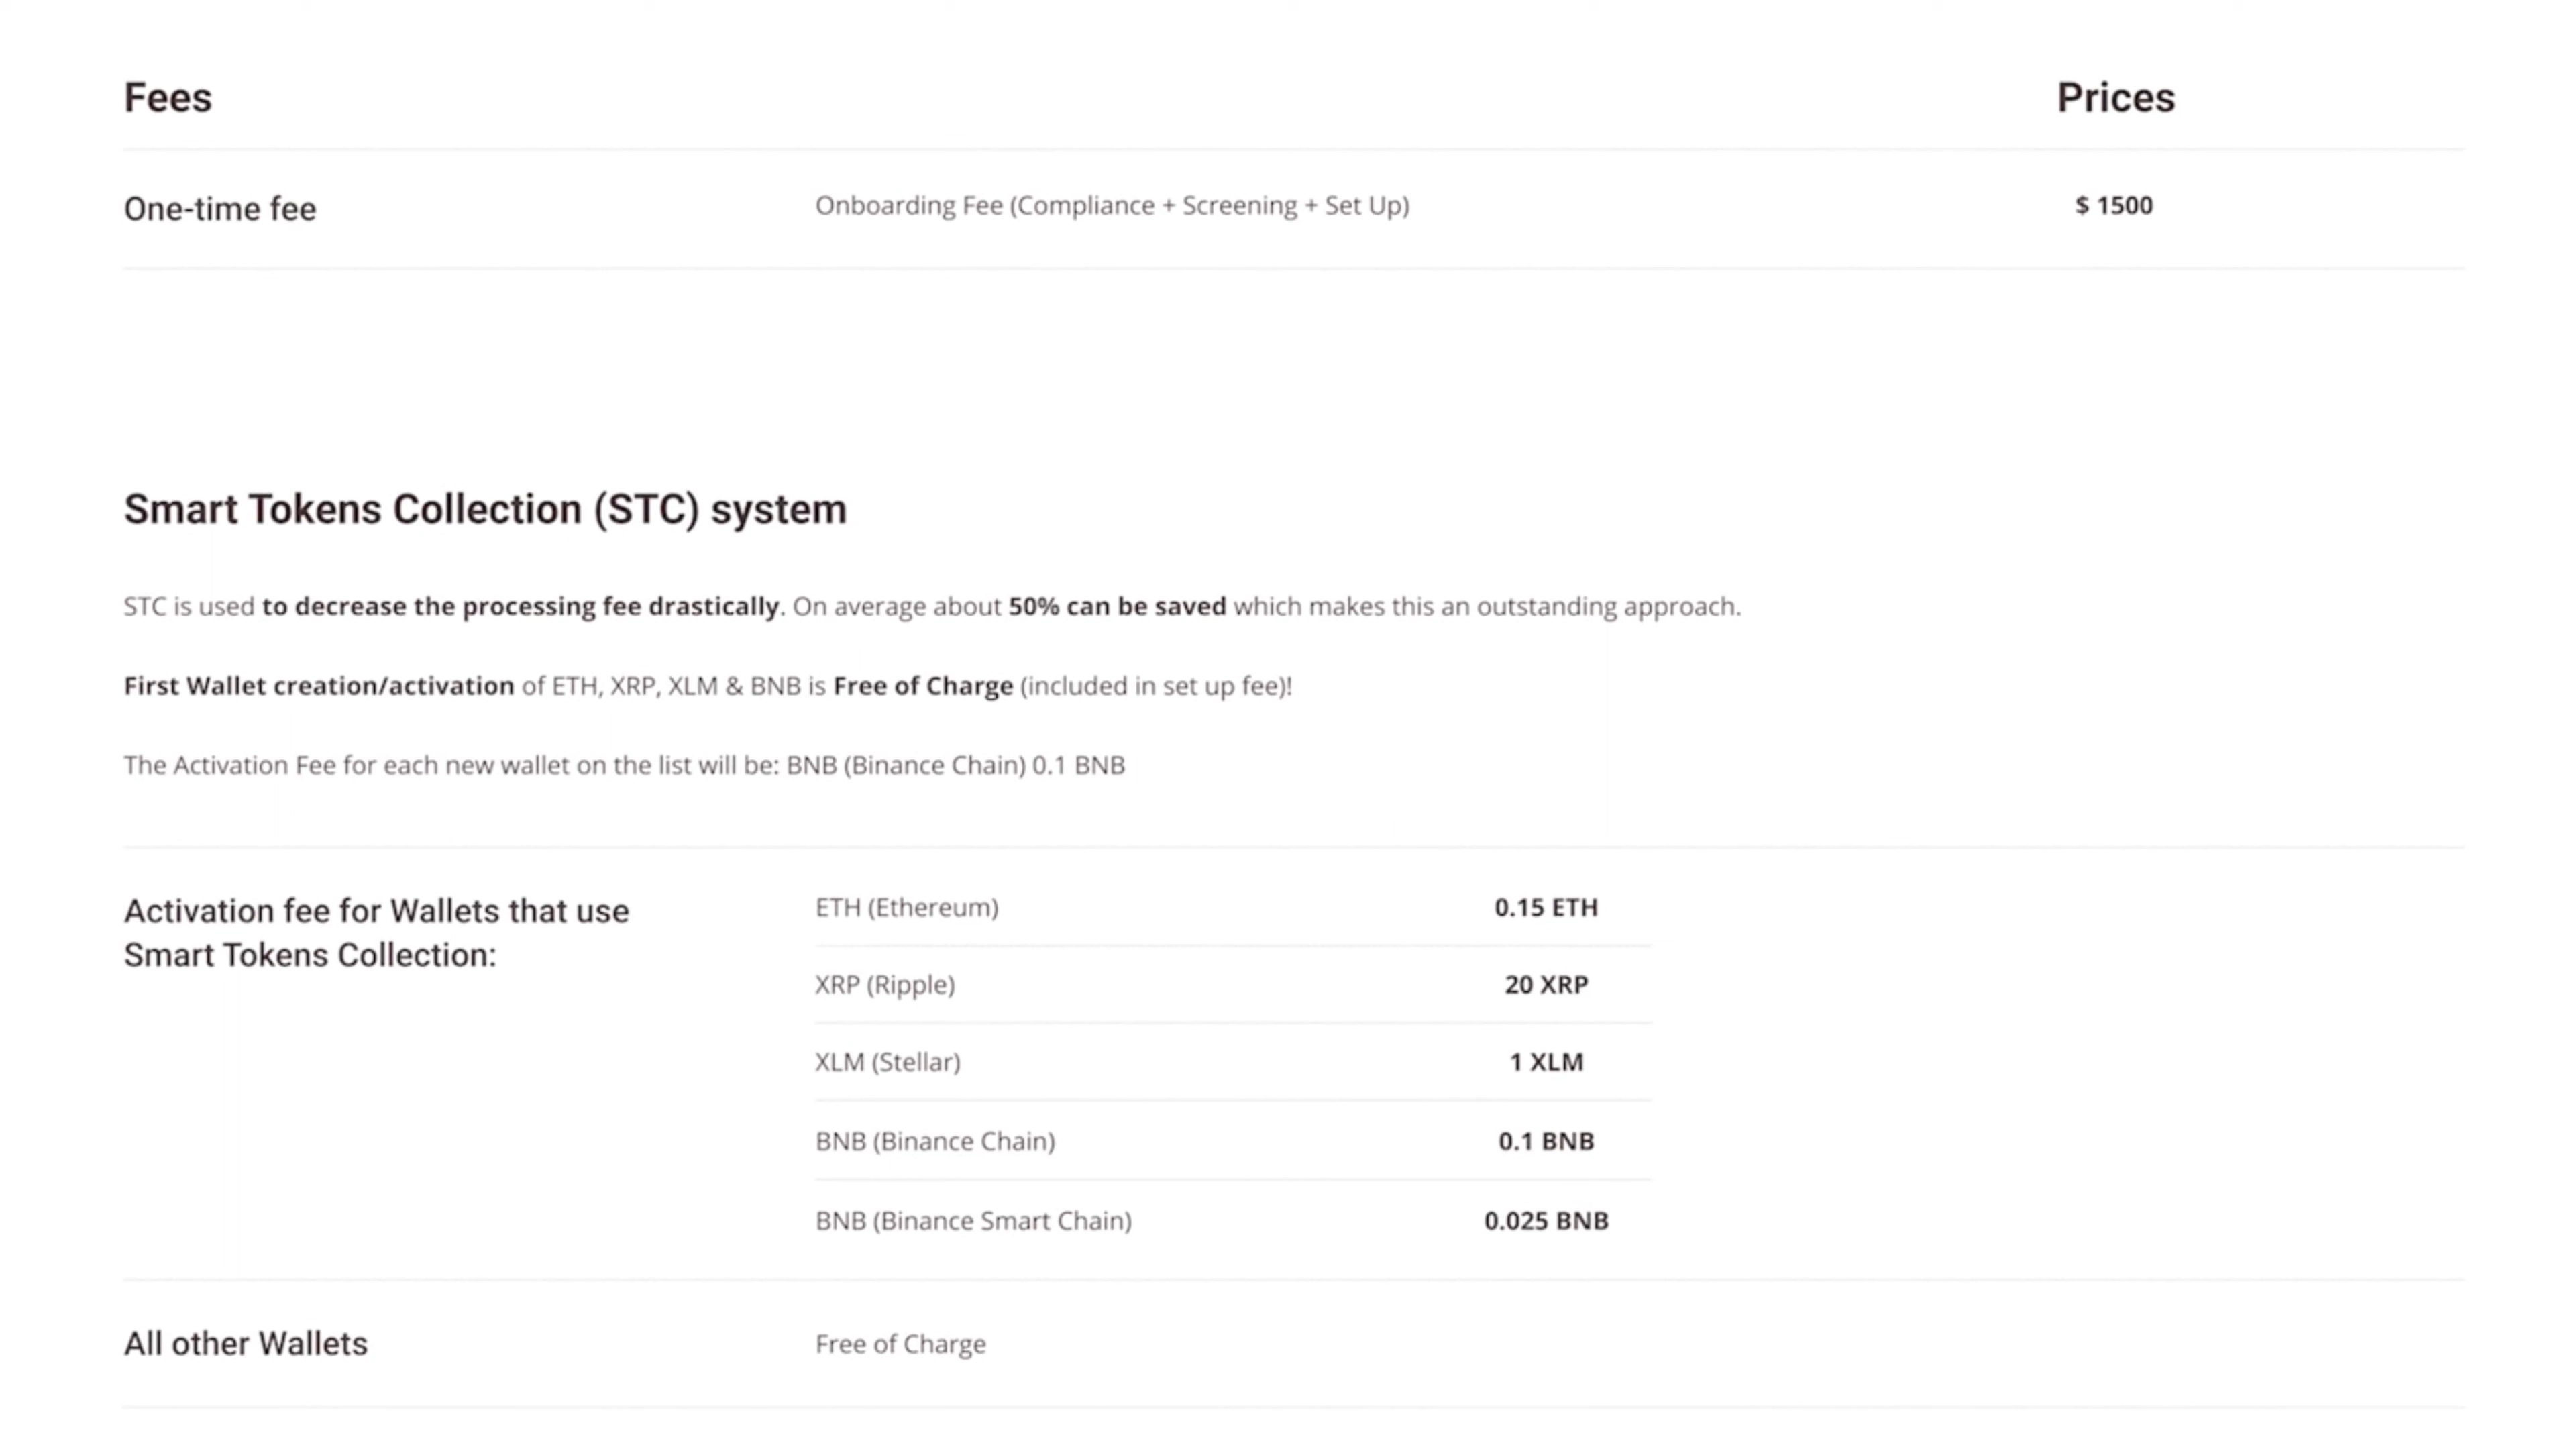 Fees Prices
One-time fee Onboarding Fee (Compliance + Screening + Set Up) $ 1500
Smart Tokens Collection (STC) system
STC is used to decrease the processing fee drastically. On average about 50% can be saved which makes this an outstanding approach.
First Wallet creation/activation of ETH, XRP, XLM & BNB is Free of Charge (included in set up fee)!
The Activation Fee for each new wallet on the list will be: BNB (Binance Chain) 0.1 BNB
Activation fee for Wallets that use
Smart Tokens Collection:
ETH (Ethereum) 0.15 ETH
XRP (Ripple) 20 XRP
XLM (Stellar) 1 XLM
BNB (Binance Chain) 0.1 BNB
BNB (Binance Smart Chain) 0.025 BNB
All other Wallets Free of Charge